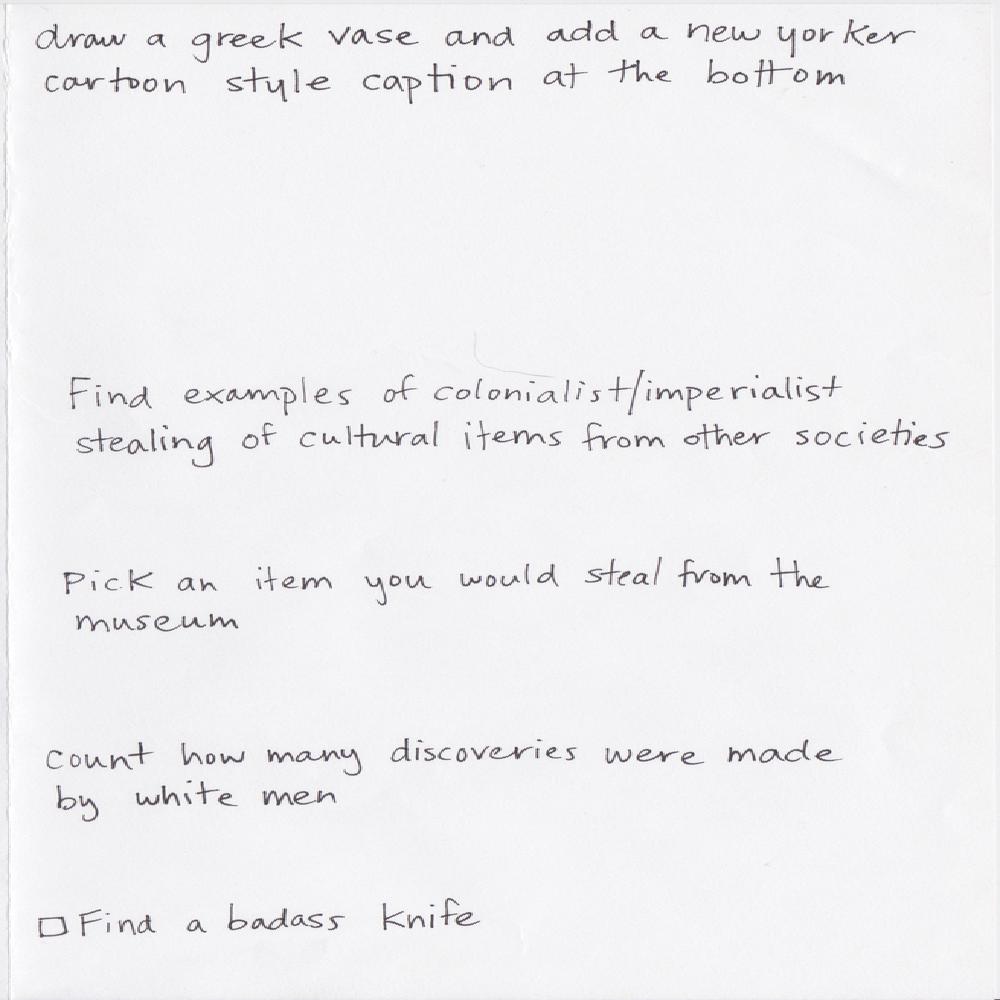 draw a greek vase and add a new yorker
cartoon style caption at the bottom
Find examples of colonialist/imperialist
stealing of cultural items from other societies
Pick an item you would steal from the
museum
count how many discoveries were made
by white men
☐ Find a badass knife